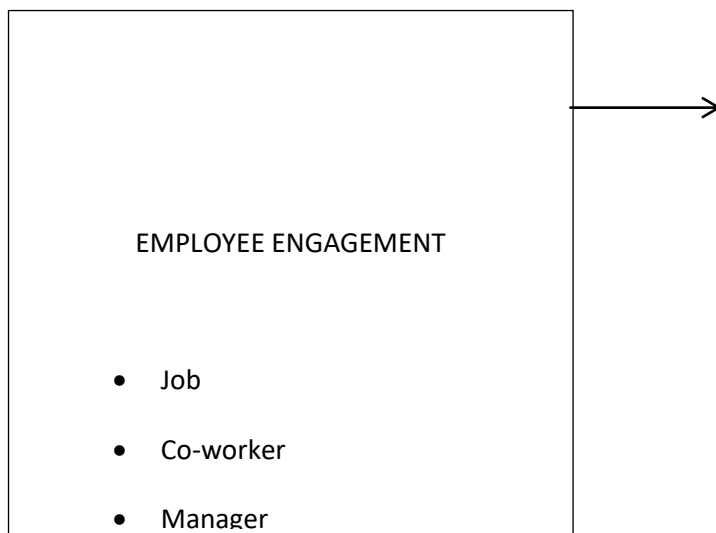 EMPLOYEE ENGAGEMENT
• Job
• Co-worker
• Manager